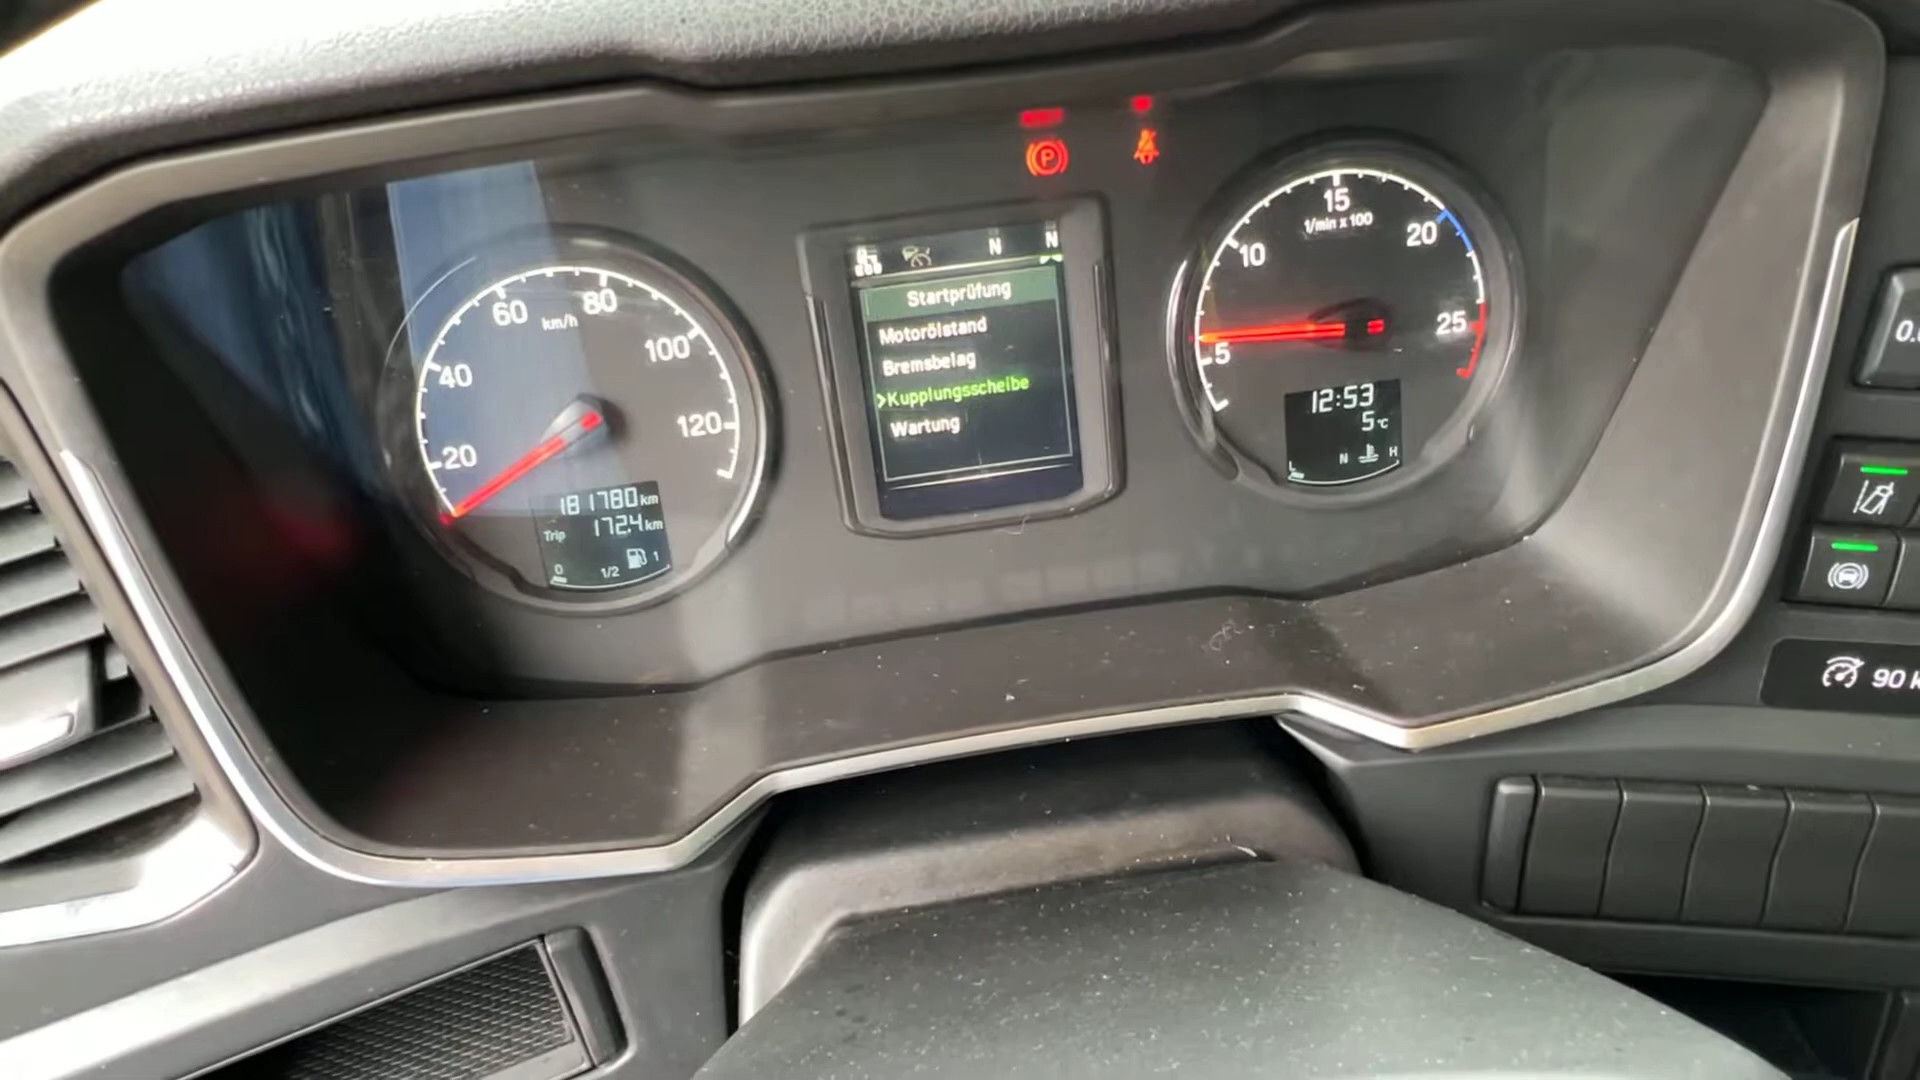 20
40
60
80
100
120
km/h
181780 km
Trip 172.4 km
0 1/2 1
N N
Startprüfung
Motorölstand
Bremsbelag
>Kupplungsscheibe
Wartung
P
5
10
15
20
25
1/min x 100
12:53
5 °C
L N H
90